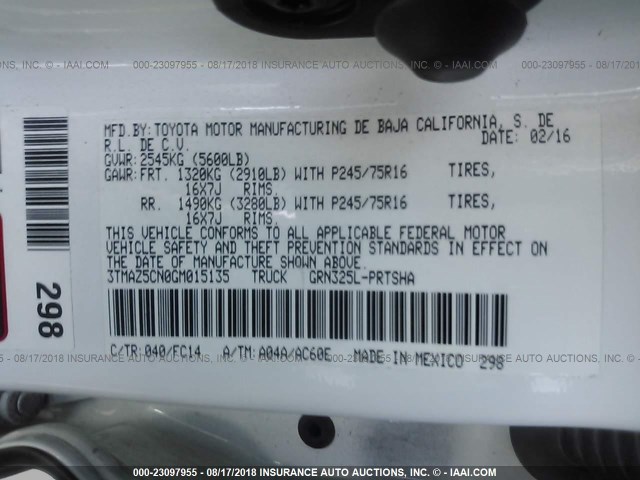 000-23097955 - 08/17/2018 INSURANCE AUTO AUCTIONS, INC. - © IAAI.COM
MFD.BY:TOYOTA MOTOR MANUFACTURING DE BAJA CALIFORNIA, S. DE
R.L. DE C.V. DATE: 02/16
GVWR:2545KG (5600LB)
GAWR:FRT. 1320KG (2910LB) WITH P245/75R16 TIRES,
16X7J RIMS.
RR. 1490KG (3280LB) WITH P245/75R16 TIRES,
16X7J RIMS.
THIS VEHICLE CONFORMS TO ALL APPLICABLE FEDERAL MOTOR
VEHICLE SAFETY AND THEFT PREVENTION STANDARDS IN EFFECT ON
THE DATE OF MANUFACTURE SHOWN ABOVE.
3TMAZ5CN0GM015135 TRUCK GRN325L-PRTSHA
298
C/TR:040/FC14 A/TM:A04A/AC60E MADE IN MEXICO 298
000-23097955 - 08/17/2018 INSURANCE AUTO AUCTIONS, INC. - © IAAI.COM
000-23097955 - 08/17/2018 INSURANCE AUTO AUCTIONS, INC. - © IAAI.COM